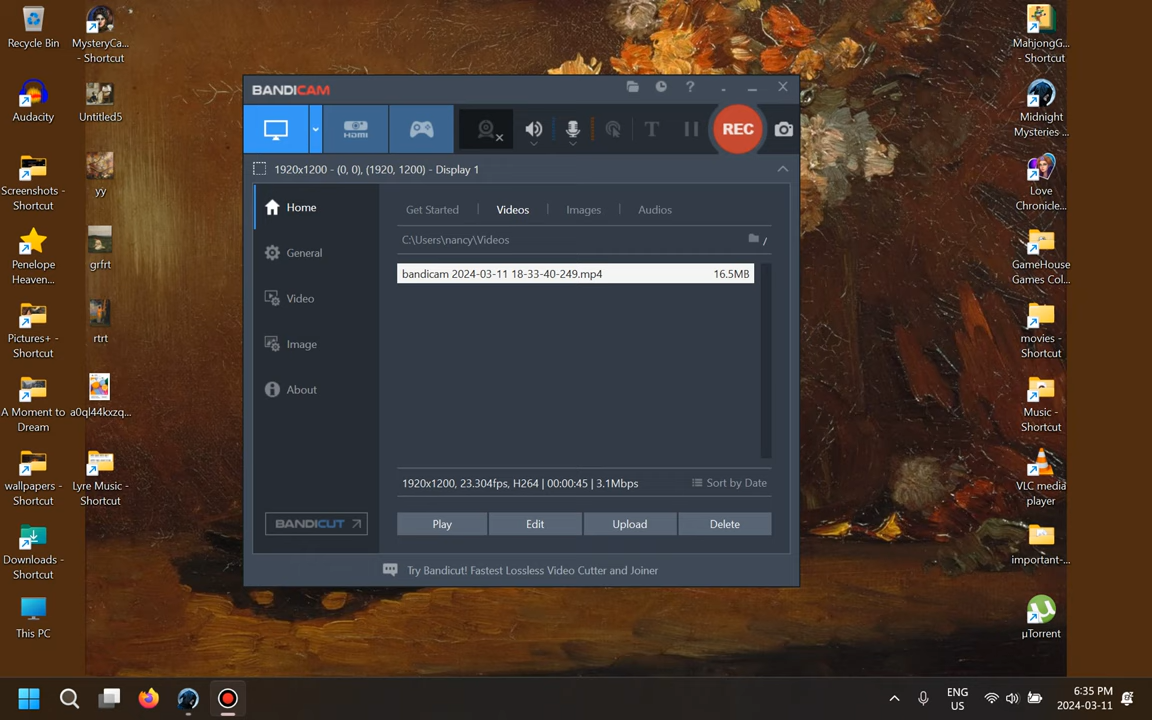 Recycle Bin
MysteryCa...
- Shortcut
Audacity
Untitled5
Screenshots -
Shortcut
yy
Penelope
Heaven...
grfrt
Pictures+ -
Shortcut
rtrt
A Moment to
Dream
a0ql44kxzq...
wallpapers -
Shortcut
Lyre Music -
Shortcut
Downloads -
Shortcut
This PC
BANDICAM
?
HDMI
T
REC
1920x1200 - (0, 0), (1920, 1200) - Display 1
Home
General
Video
Image
About
BANDICUT
Get Started
Videos
Images
Audios
C:\Users\nancy\Videos
/
bandicam 2024-03-11 18-33-40-249.mp4 16.5MB
1920x1200, 23.304fps, H264 | 00:00:45 | 3.1Mbps
Sort by Date
Play
Edit
Upload
Delete
Try Bandicut! Fastest Lossless Video Cutter and Joiner
MahjongG...
- Shortcut
Midnight
Mysteries ...
Love
Chronicle...
GameHouse
Games Col...
movies -
Shortcut
Music -
Shortcut
VLC media
player
important-...
µTorrent
ENG
US
6:35 PM
2024-03-11